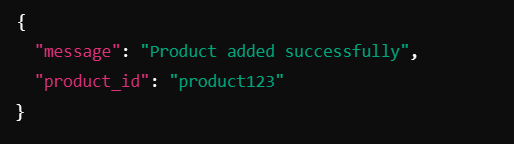 {
"message": "Product added successfully",
"product_id": "product123"
}